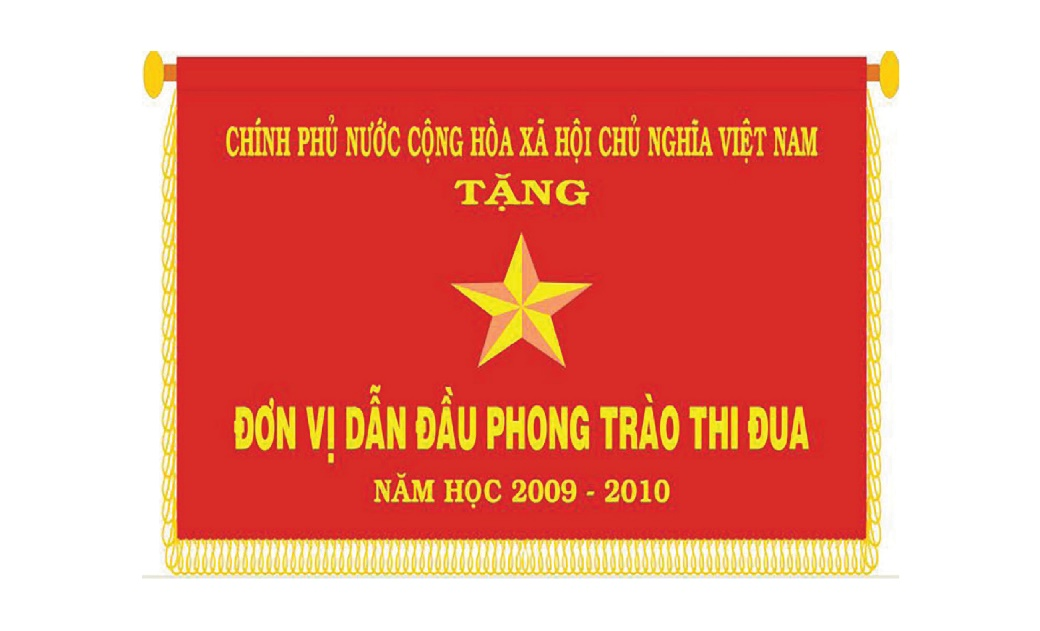 CHÍNH PHỦ NƯỚC CỘNG HÒA XÃ HỘI CHỦ NGHĨA VIỆT NAM
TẶNG
ĐƠN VỊ DẪN ĐẦU PHONG TRÀO THI ĐUA
NĂM HỌC 2009 - 2010